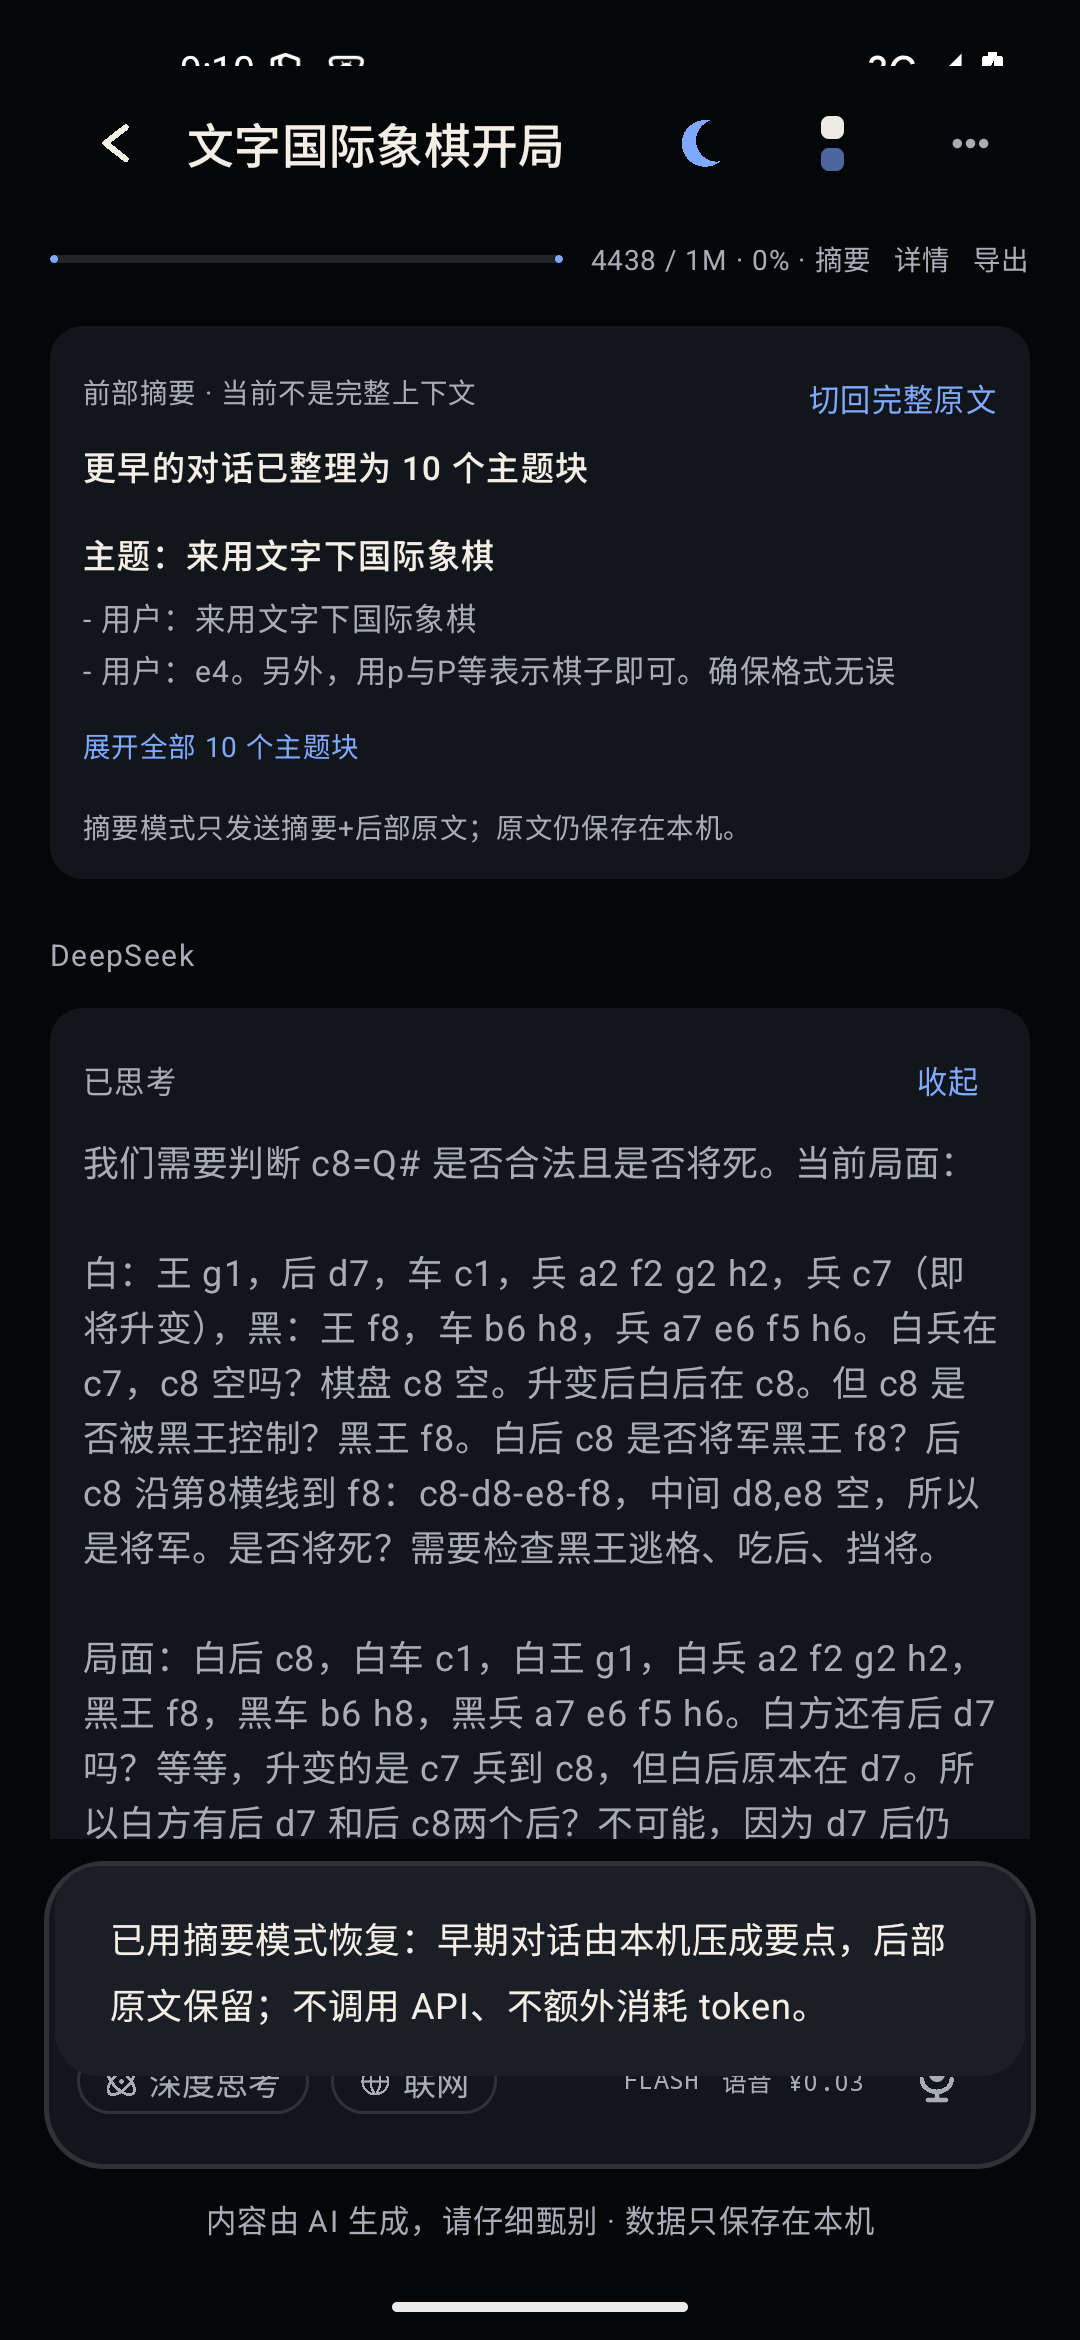 文字国际象棋开局
4438 / 1M · 0% · 摘要 详情 导出
前部摘要 · 当前不是完整上下文
切回完整原文
更早的对话已整理为 10 个主题块
主题：来用文字下国际象棋
- 用户：来用文字下国际象棋
- 用户：e4。另外，用p与P等表示棋子即可。确保格式无误
展开全部 10 个主题块
摘要模式只发送摘要+后部原文；原文仍保存在本机。
DeepSeek
已思考
收起
我们需要判断 c8=Q# 是否合法且是否将死。当前局面：
白：王 g1，后 d7，车 c1，兵 a2 f2 g2 h2，兵 c7（即
将升变），黑：王 f8，车 b6 h8，兵 a7 e6 f5 h6。白兵在
c7，c8 空吗？棋盘 c8 空。升变后白后在 c8。但 c8 是
否被黑王控制？黑王 f8。白后 c8 是否将军黑王 f8？后
c8 沿第8横线到 f8：c8-d8-e8-f8，中间 d8,e8 空，所以
是将军。是否将死？需要检查黑王逃格、吃后、挡将。
局面：白后 c8，白车 c1，白王 g1，白兵 a2 f2 g2 h2，
黑王 f8，黑车 b6 h8，黑兵 a7 e6 f5 h6。白方还有后 d7
吗？等等，升变的是 c7 兵到 c8，但白后原本在 d7。所
以白方有后 d7 和后 c8两个后？不可能，因为 d7 后仍
已用摘要模式恢复：早期对话由本机压成要点，后部
原文保留；不调用 API、不额外消耗 token。
深度思考
联网
FLASH 语音 ¥0.03
内容由 AI 生成，请仔细甄别 · 数据只保存在本机